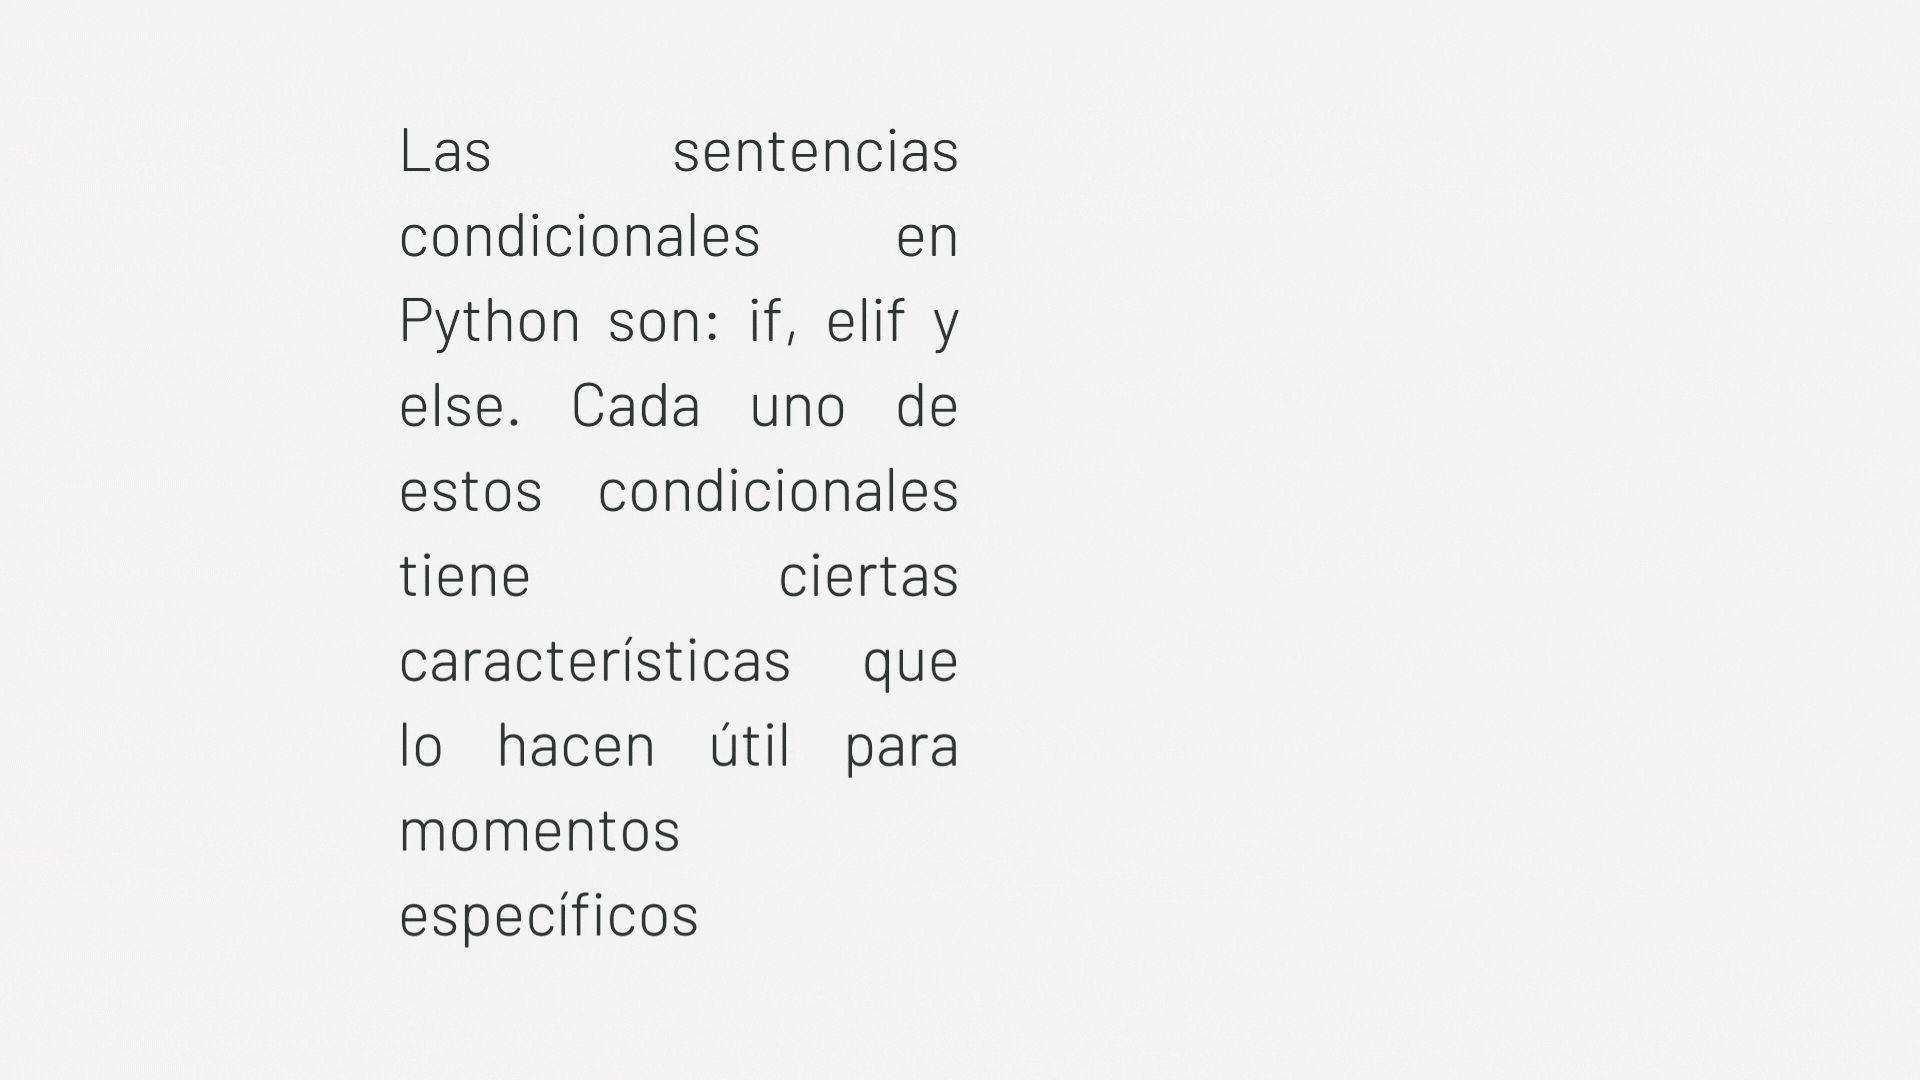 Las sentencias
condicionales en
Python son: if, elif y
else. Cada uno de
estos condicionales
tiene ciertas
características que
lo hacen útil para
momentos
específicos